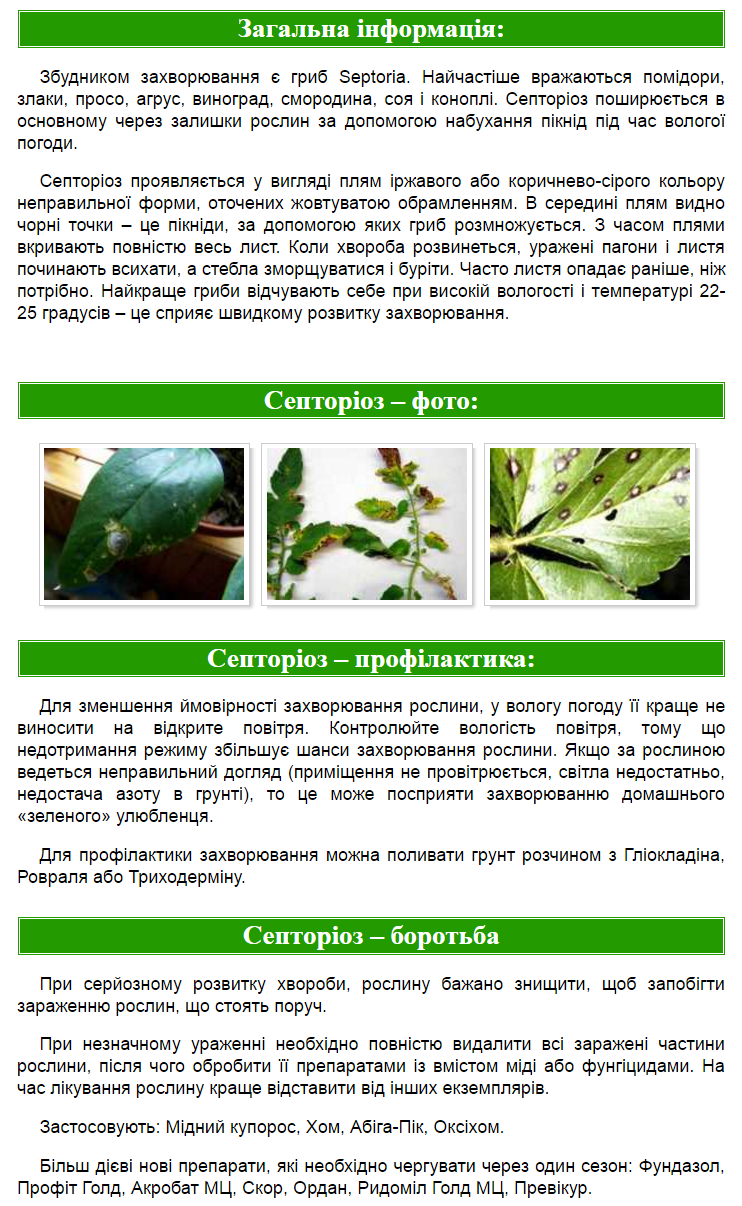 Загальна інформація:
Збудником захворювання є гриб Septoria. Найчастіше вражаються помідори,
злаки, просо, агрус, виноград, смородина, соя і коноплі. Септоріоз поширюється в
основному через залишки рослин за допомогою набухання пікнід під час вологої
погоди.
Септоріоз проявляється у вигляді плям іржавого або коричнево-сірого кольору
неправильної форми, оточених жовтуватою обрамленням. В середині плям видно
чорні точки – це пікніди, за допомогою яких гриб розмножується. З часом плями
вкривають повністю весь лист. Коли хвороба розвинеться, уражені пагони і листя
починають всихати, а стебла зморщуватися і буріти. Часто листя опадає раніше, ніж
потрібно. Найкраще гриби відчувають себе при високій вологості і температурі 22-
25 градусів – це сприяє швидкому розвитку захворювання.
Септоріоз – фото:
Септоріоз – профілактика:
Для зменшення ймовірності захворювання рослини, у вологу погоду її краще не
виносити на відкрите повітря. Контролюйте вологість повітря, тому що
недотримання режиму збільшує шанси захворювання рослини. Якщо за рослиною
ведеться неправильний догляд (приміщення не провітрюється, світла недостатньо,
недостача азоту в грунті), то це може посприяти захворюванню домашнього
«зеленого» улюбленця.
Для профілактики захворювання можна поливати грунт розчином з Гліокладіна,
Ровраля або Триходерміну.
Септоріоз – боротьба
При серйозному розвитку хвороби, рослину бажано знищити, щоб запобігти
зараженню рослин, що стоять поруч.
При незначному ураженні необхідно повністю видалити всі заражені частини
рослини, після чого обробити її препаратами із вмістом міді або фунгіцидами. На
час лікування рослину краще відставити від інших екземплярів.
Застосовують: Мідний купорос, Хом, Абіга-Пік, Оксіхом.
Більш дієві нові препарати, які необхідно чергувати через один сезон: Фундазол,
Профіт Голд, Акробат МЦ, Скор, Ордан, Ридоміл Голд МЦ, Превікур.